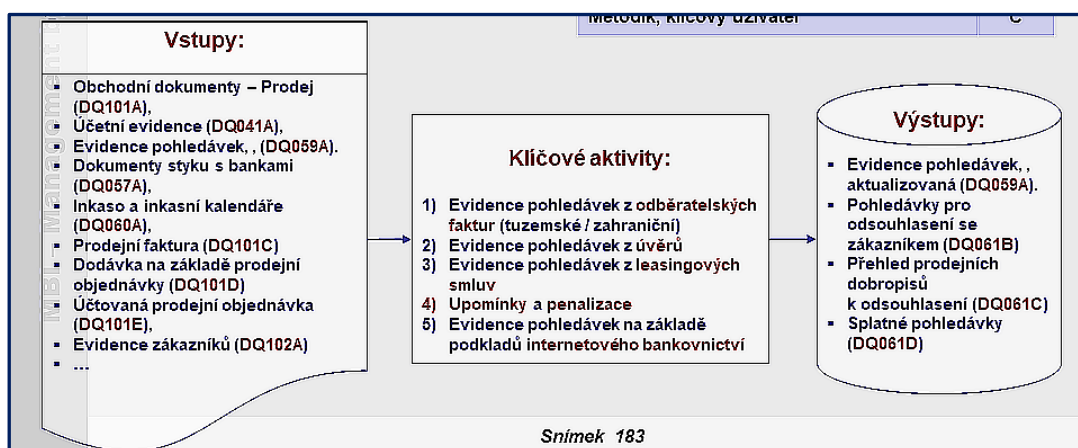 Metodik, klíčový uživatel
C
MBI – Management
Vstupy:
▪ Obchodní dokumenty – Prodej
(DQ101A),
▪ Účetní evidence (DQ041A),
▪ Evidence pohledávek, , (DQ059A).
▪ Dokumenty styku s bankami
(DQ057A),
▪ Inkaso a inkasní kalendáře
(DQ060A),
▪ Prodejní faktura (DQ101C)
▪ Dodávka na základě prodejní
objednávky (DQ101D)
▪ Účtovaná prodejní objednávka
(DQ101E),
▪ Evidence zákazníků (DQ102A)
▪ ...
Klíčové aktivity:
1) Evidence pohledávek z odběratelských
faktur (tuzemské / zahraniční)
2) Evidence pohledávek z úvěrů
3) Evidence pohledávek z leasingových
smluv
4) Upomínky a penalizace
5) Evidence pohledávek na základě
podkladů internetového bankovnictví
Výstupy:
▪ Evidence pohledávek, ,
aktualizovaná (DQ059A).
▪ Pohledávky pro
odsouhlasení se
zákazníkem (DQ061B)
▪ Přehled prodejních
dobropisů
k odsouhlasení (DQ061C)
▪ Splatné pohledávky
(DQ061D)
Snímek 183